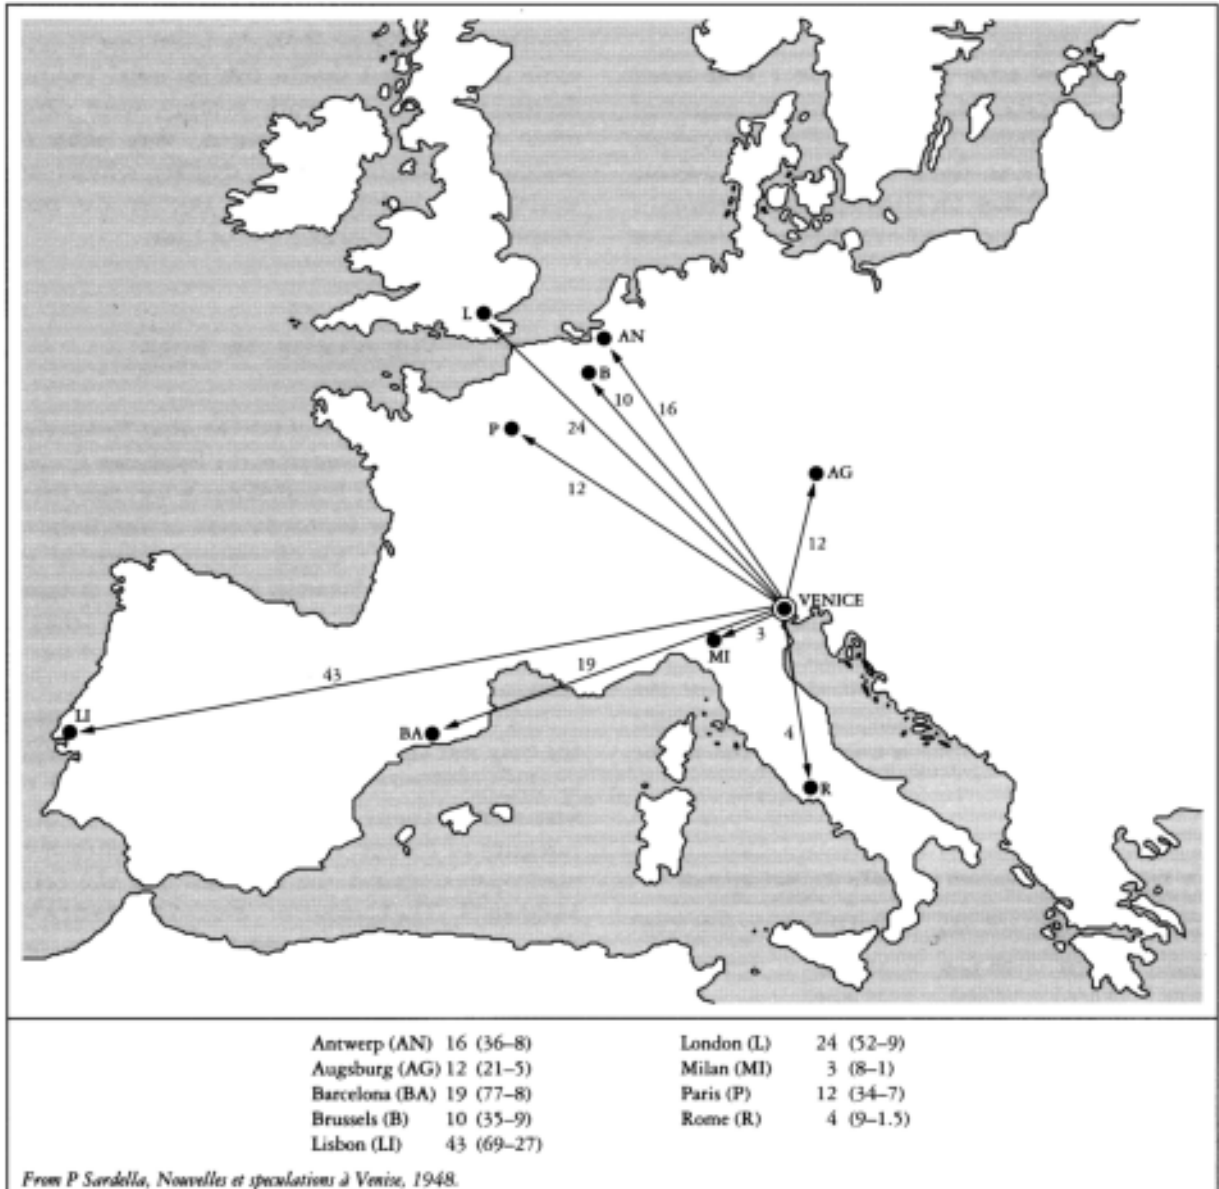 L
AN
B
10
16
P
24
AG
12
12
VENICE
3
MI
19
43
LI
BA
4
R
Antwerp (AN) 16 (36–8)
Augsburg (AG) 12 (21–5)
Barcelona (BA) 19 (77–8)
Brussels (B) 10 (35–9)
Lisbon (LI) 43 (69–27)
London (L) 24 (52–9)
Milan (MI) 3 (8–1)
Paris (P) 12 (34–7)
Rome (R) 4 (9–1.5)
From P Sardella, Nouvelles et speculations à Venise, 1948.